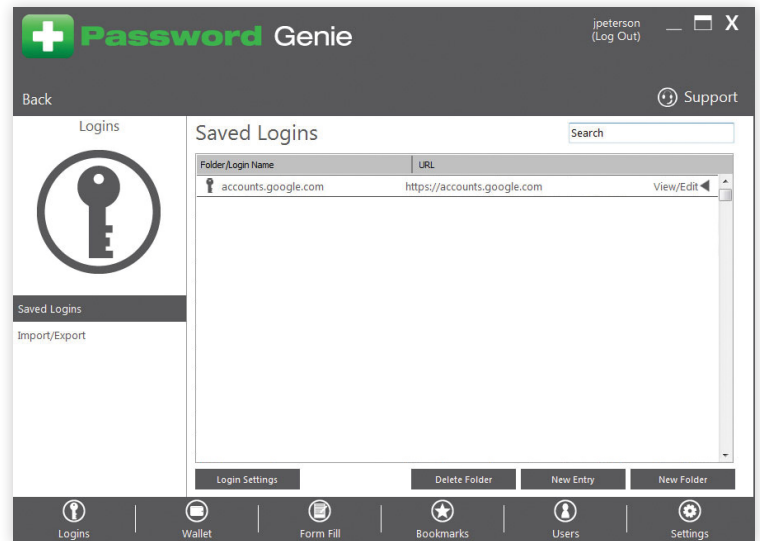 Password Genie
jpeterson
(Log Out)
X
Back
Support
Logins
Saved Logins
Search
Folder/Login Name
URL
accounts.google.com
https://accounts.google.com
View/Edit
Saved Logins
Import/Export
Login Settings
Delete Folder
New Entry
New Folder
Logins
Wallet
Form Fill
Bookmarks
Users
Settings